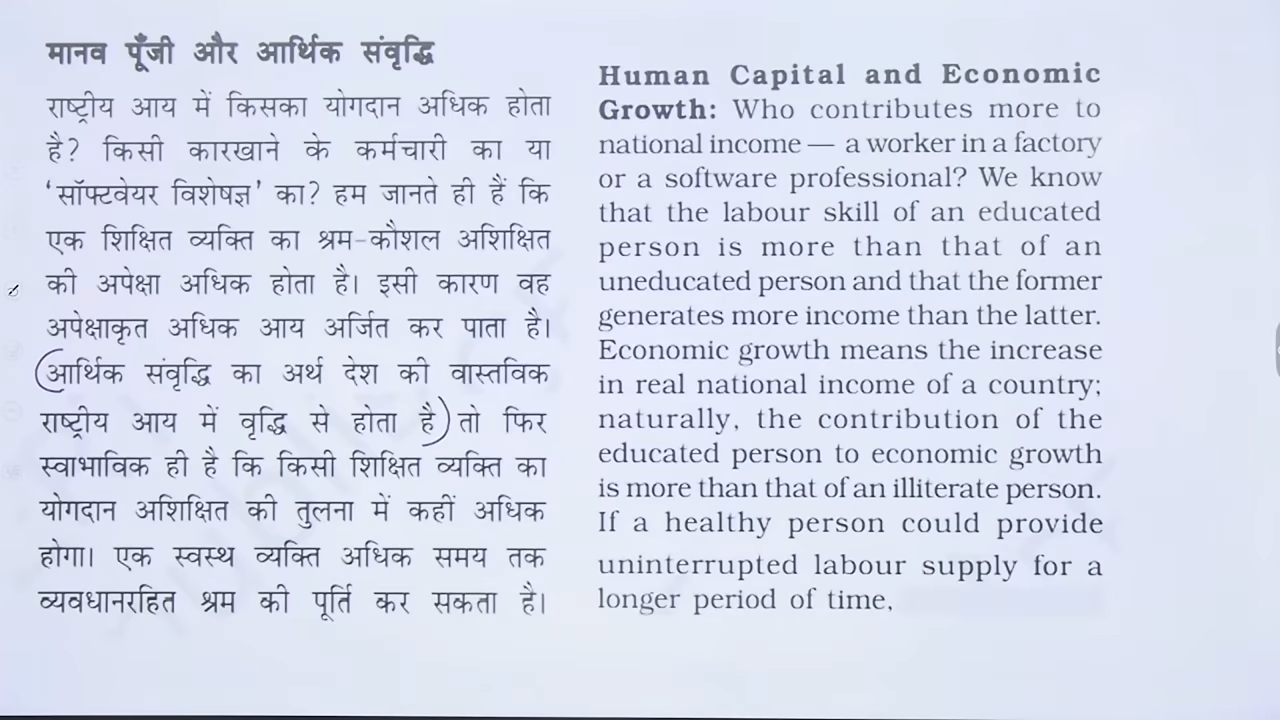 मानव पूँजी और आर्थिक संवृद्धि
राष्ट्रीय आय में किसका योगदान अधिक होता
है? किसी कारखाने के कर्मचारी का या
‘सॉफ्टवेयर विशेषज्ञ’ का? हम जानते ही हैं कि
एक शिक्षित व्यक्ति का श्रम-कौशल अशिक्षित
की अपेक्षा अधिक होता है। इसी कारण वह
अपेक्षाकृत अधिक आय अर्जित कर पाता है।
आर्थिक संवृद्धि का अर्थ देश की वास्तविक
राष्ट्रीय आय में वृद्धि से होता है) तो फिर
स्वाभाविक ही है कि किसी शिक्षित व्यक्ति का
योगदान अशिक्षित की तुलना में कहीं अधिक
होगा। एक स्वस्थ व्यक्ति अधिक समय तक
व्यवधानरहित श्रम की पूर्ति कर सकता है।
Human Capital and Economic
Growth: Who contributes more to
national income — a worker in a factory
or a software professional? We know
that the labour skill of an educated
person is more than that of an
uneducated person and that the former
generates more income than the latter.
Economic growth means the increase
in real national income of a country;
naturally, the contribution of the
educated person to economic growth
is more than that of an illiterate person.
If a healthy person could provide
uninterrupted labour supply for a
longer period of time,